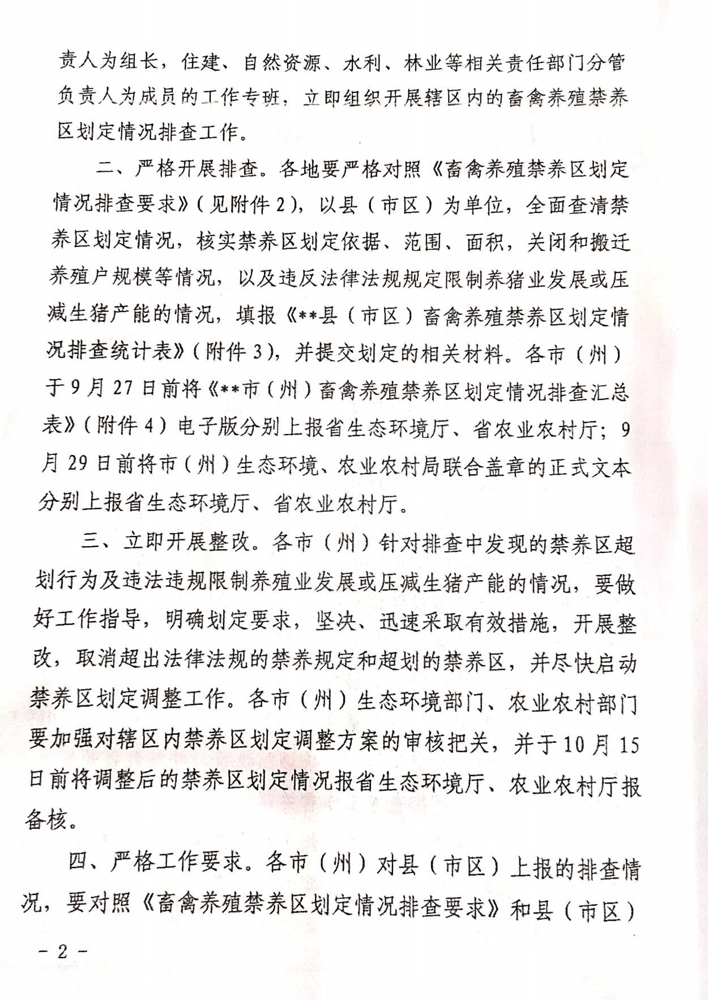 责人为组长，住建、自然资源、水利、林业等相关责任部门分管
负责人为成员的工作专班，立即组织开展辖区内的畜禽养殖禁养
区划定情况排查工作。
二、严格开展排查。各地要严格对照《畜禽养殖禁养区划定
情况排查要求》（见附件2），以县（市区）为单位，全面查清禁
养区划定情况，核实禁养区划定依据、范围、面积，关闭和搬迁
养殖户规模等情况，以及违反法律法规规定限制养猪业发展或压
减生猪产能的情况，填报《**县（市区）畜禽养殖禁养区划定情
况排查统计表》（附件3），并提交划定的相关材料。各市（州）
于9月27日前将《**市（州）畜禽养殖禁养区划定情况排查汇总
表》（附件4）电子版分别上报省生态环境厅、省农业农村厅；9
月29日前将市（州）生态环境、农业农村局联合盖章的正式文本
分别上报省生态环境厅、省农业农村厅。
三、立即开展整改。各市（州）针对排查中发现的禁养区超
划行为及违法违规限制养殖业发展或压减生猪产能的情况，要做
好工作指导，明确划定要求，坚决、迅速采取有效措施，开展整
改，取消超出法律法规的禁养规定和超划的禁养区，并尽快启动
禁养区划定调整工作。各市（州）生态环境部门、农业农村部门
要加强对辖区内禁养区划定调整方案的审核把关，并于10月15
日前将调整后的禁养区划定情况报省生态环境厅、农业农村厅报
备核。
四、严格工作要求。各市（州）对县（市区）上报的排查情
况，要对照《畜禽养殖禁养区划定情况排查要求》和县（市区）
- 2 -